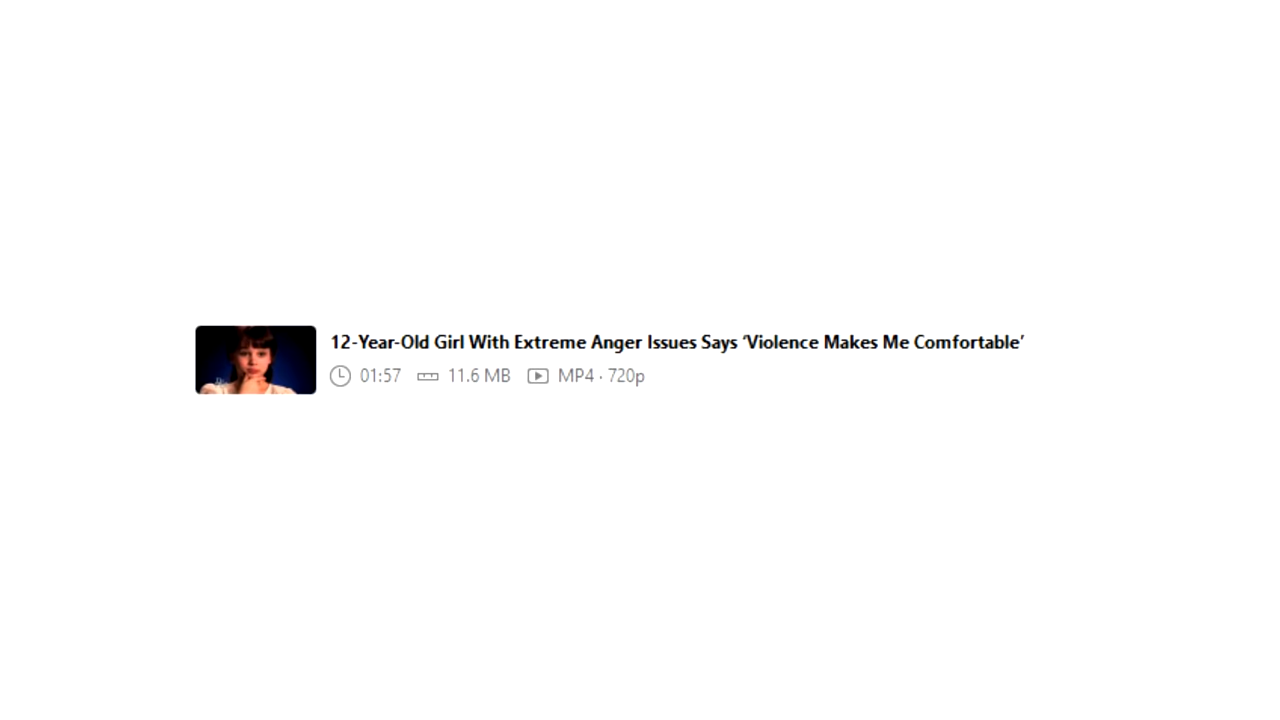 12-Year-Old Girl With Extreme Anger Issues Says ‘Violence Makes Me Comfortable’
01:57 11.6 MB MP4 · 720p